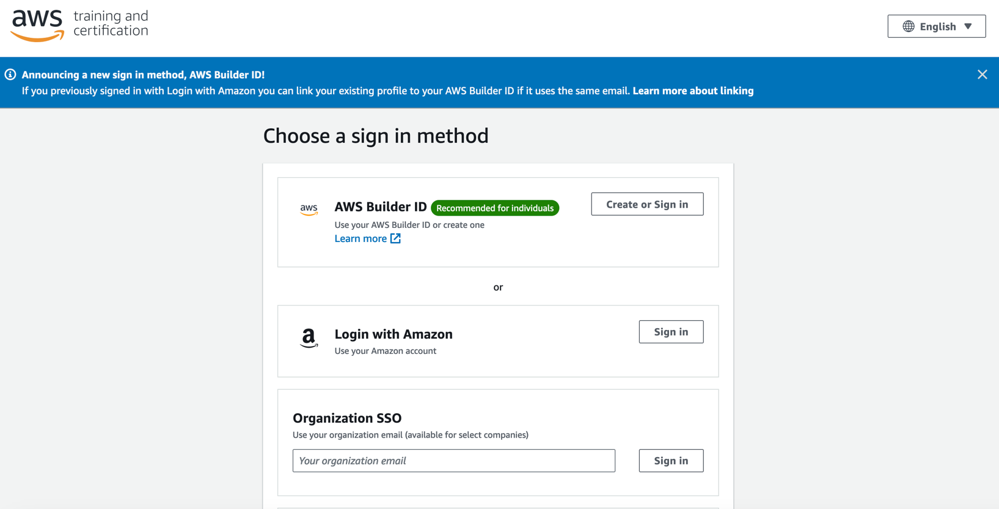 aws training and
certification
English
Announcing a new sign in method, AWS Builder ID!
If you previously signed in with Login with Amazon you can link your existing profile to your AWS Builder ID if it uses the same email. Learn more about linking
Choose a sign in method
aws
AWS Builder ID Recommended for individuals
Create or Sign in
Use your AWS Builder ID or create one
Learn more
or
a
Login with Amazon
Sign in
Use your Amazon account
Organization SSO
Use your organization email (available for select companies)
Your organization email
Sign in